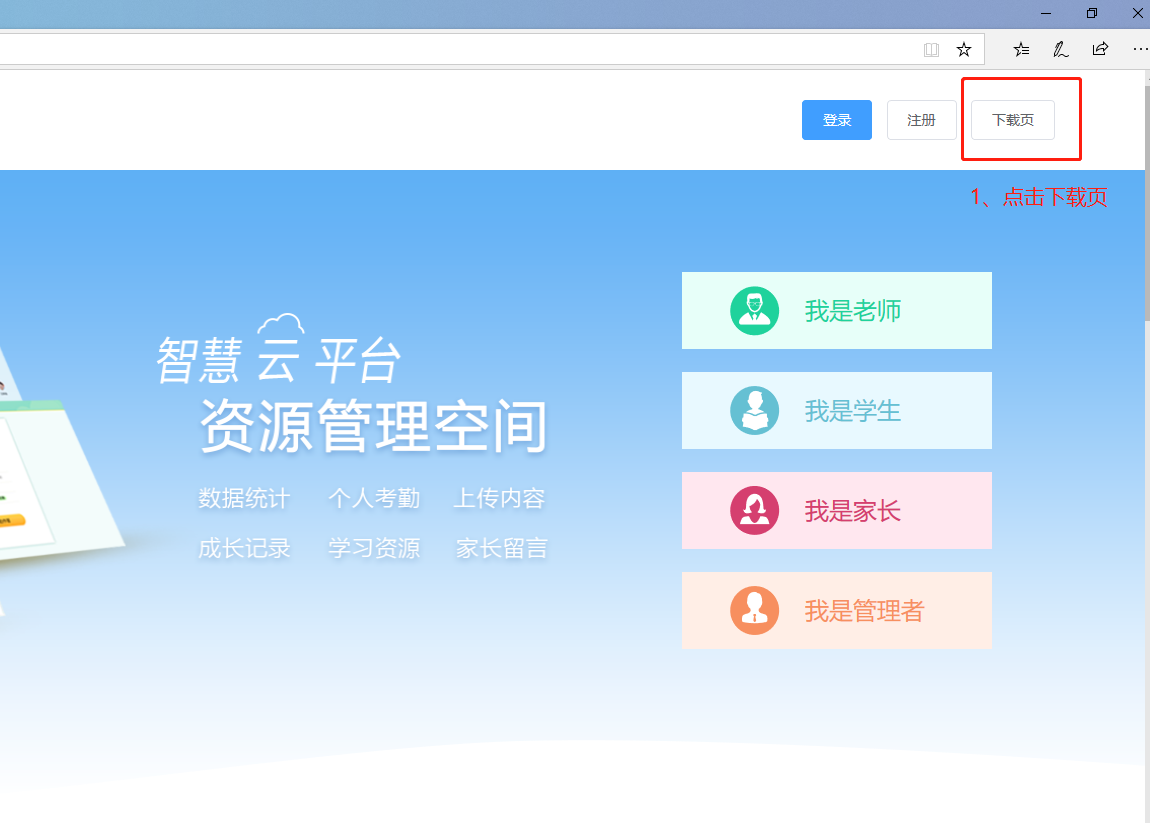 登录 注册 下载页
1、点击下载页
智慧 云 平台
资源管理空间
数据统计 个人考勤 上传内容
成长记录 学习资源 家长留言
我是老师
我是学生
我是家长
我是管理者